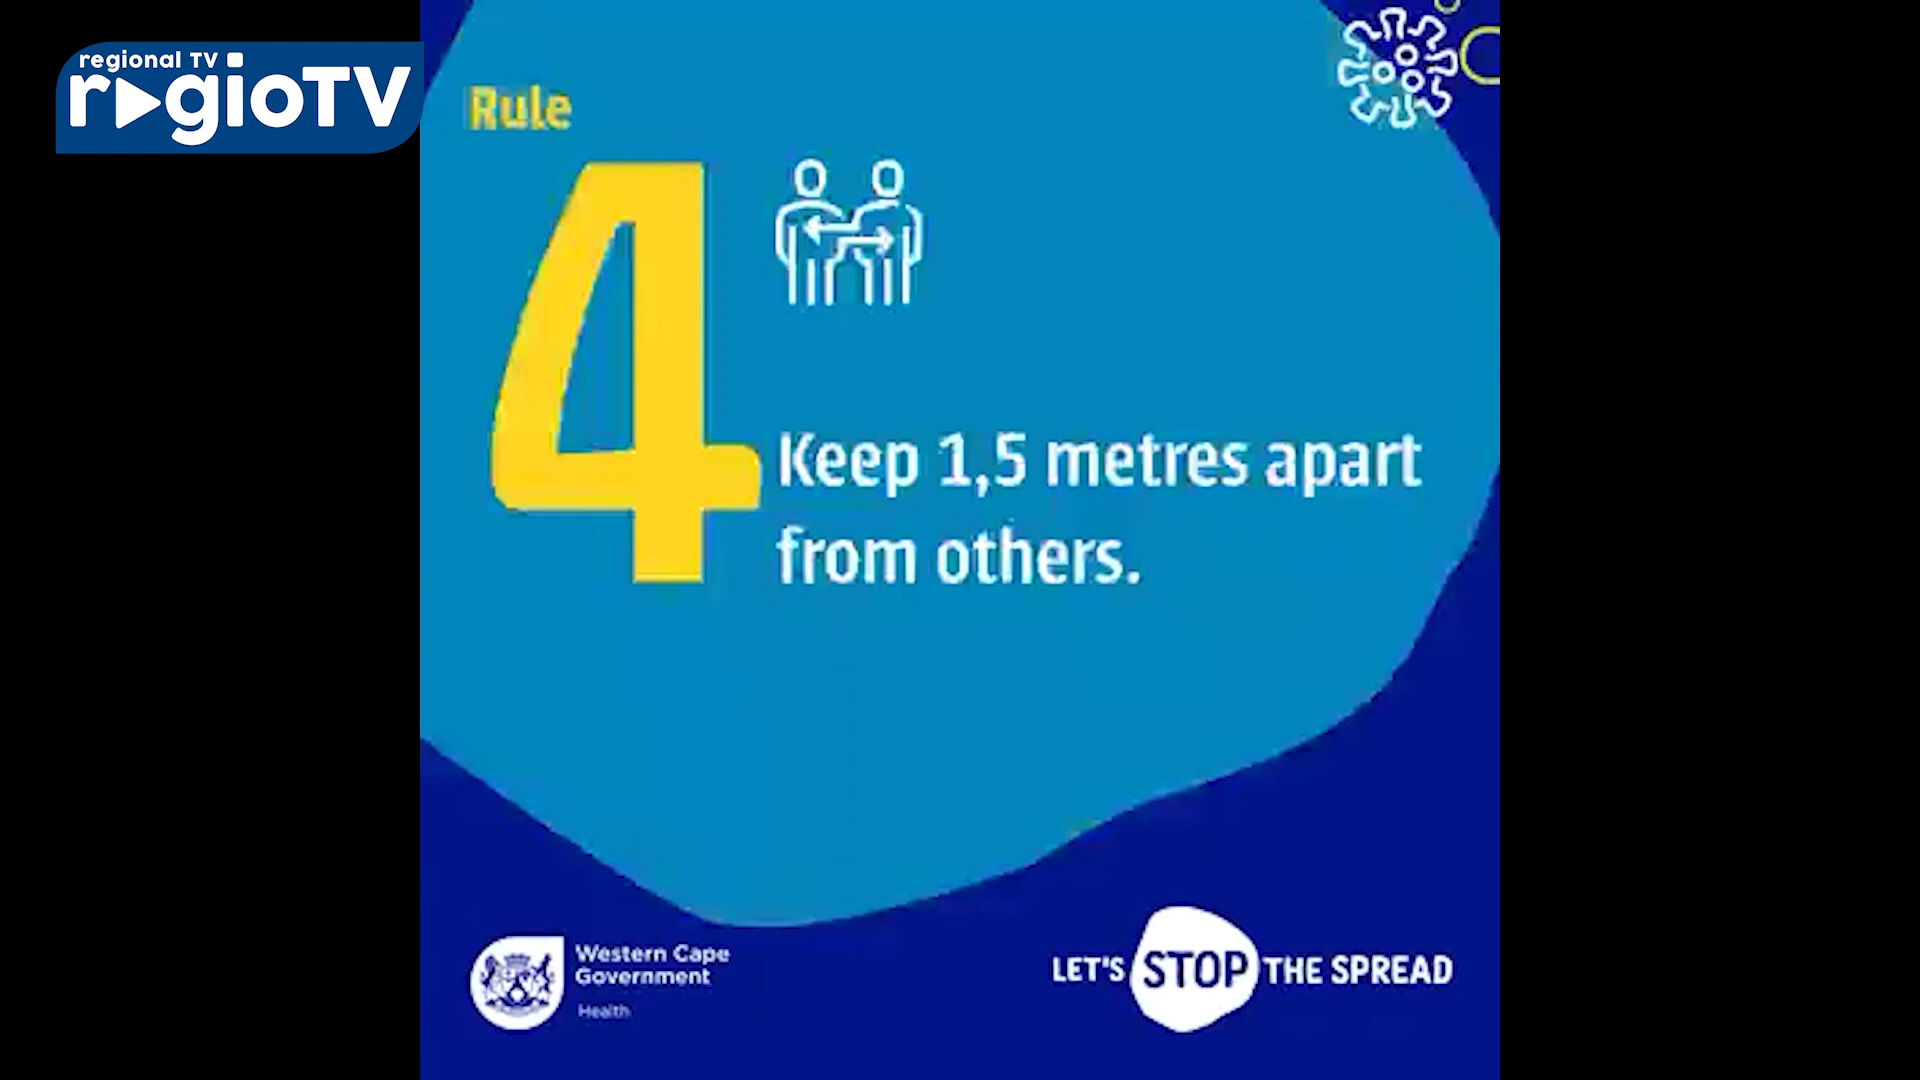 regional TV
regioTV
Rule
4
Keep 1,5 metres apart
from others.
Western Cape
Government
Health
LET'S STOP THE SPREAD